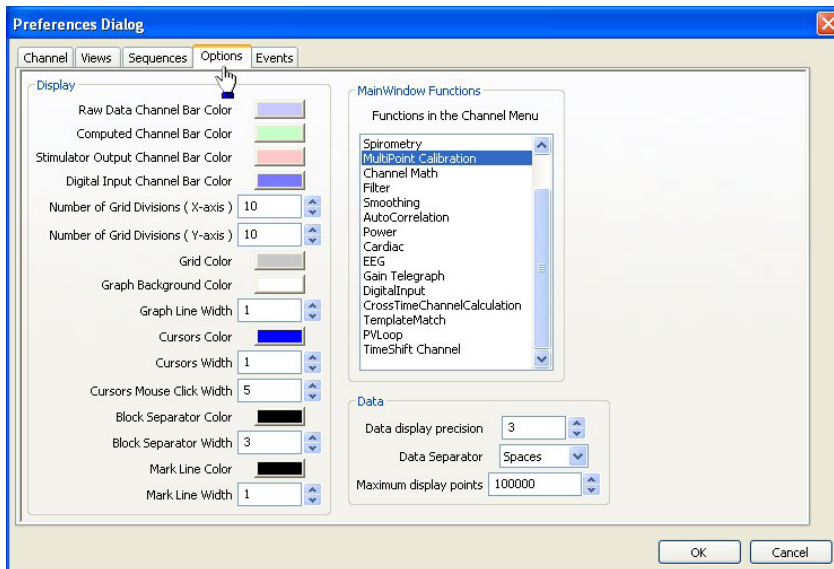 Preferences Dialog
Channel Views Sequences Options Events
Display
Raw Data Channel Bar Color
Computed Channel Bar Color
Stimulator Output Channel Bar Color
Digital Input Channel Bar Color
Number of Grid Divisions ( X-axis ) 10
Number of Grid Divisions ( Y-axis ) 10
Grid Color
Graph Background Color
Graph Line Width 1
Cursors Color
Cursors Width 1
Cursors Mouse Click Width 5
Block Separator Color
Block Separator Width 3
Mark Line Color
Mark Line Width 1
MainWindow Functions
Functions in the Channel Menu
Spirometry
MultiPoint Calibration
Channel Math
Filter
Smoothing
AutoCorrelation
Power
Cardiac
EEG
Gain Telegraph
DigitalInput
CrossTimeChannelCalculation
TemplateMatch
PVLoop
TimeShift Channel
Data
Data display precision 3
Data Separator Spaces
Maximum display points 100000
OK Cancel